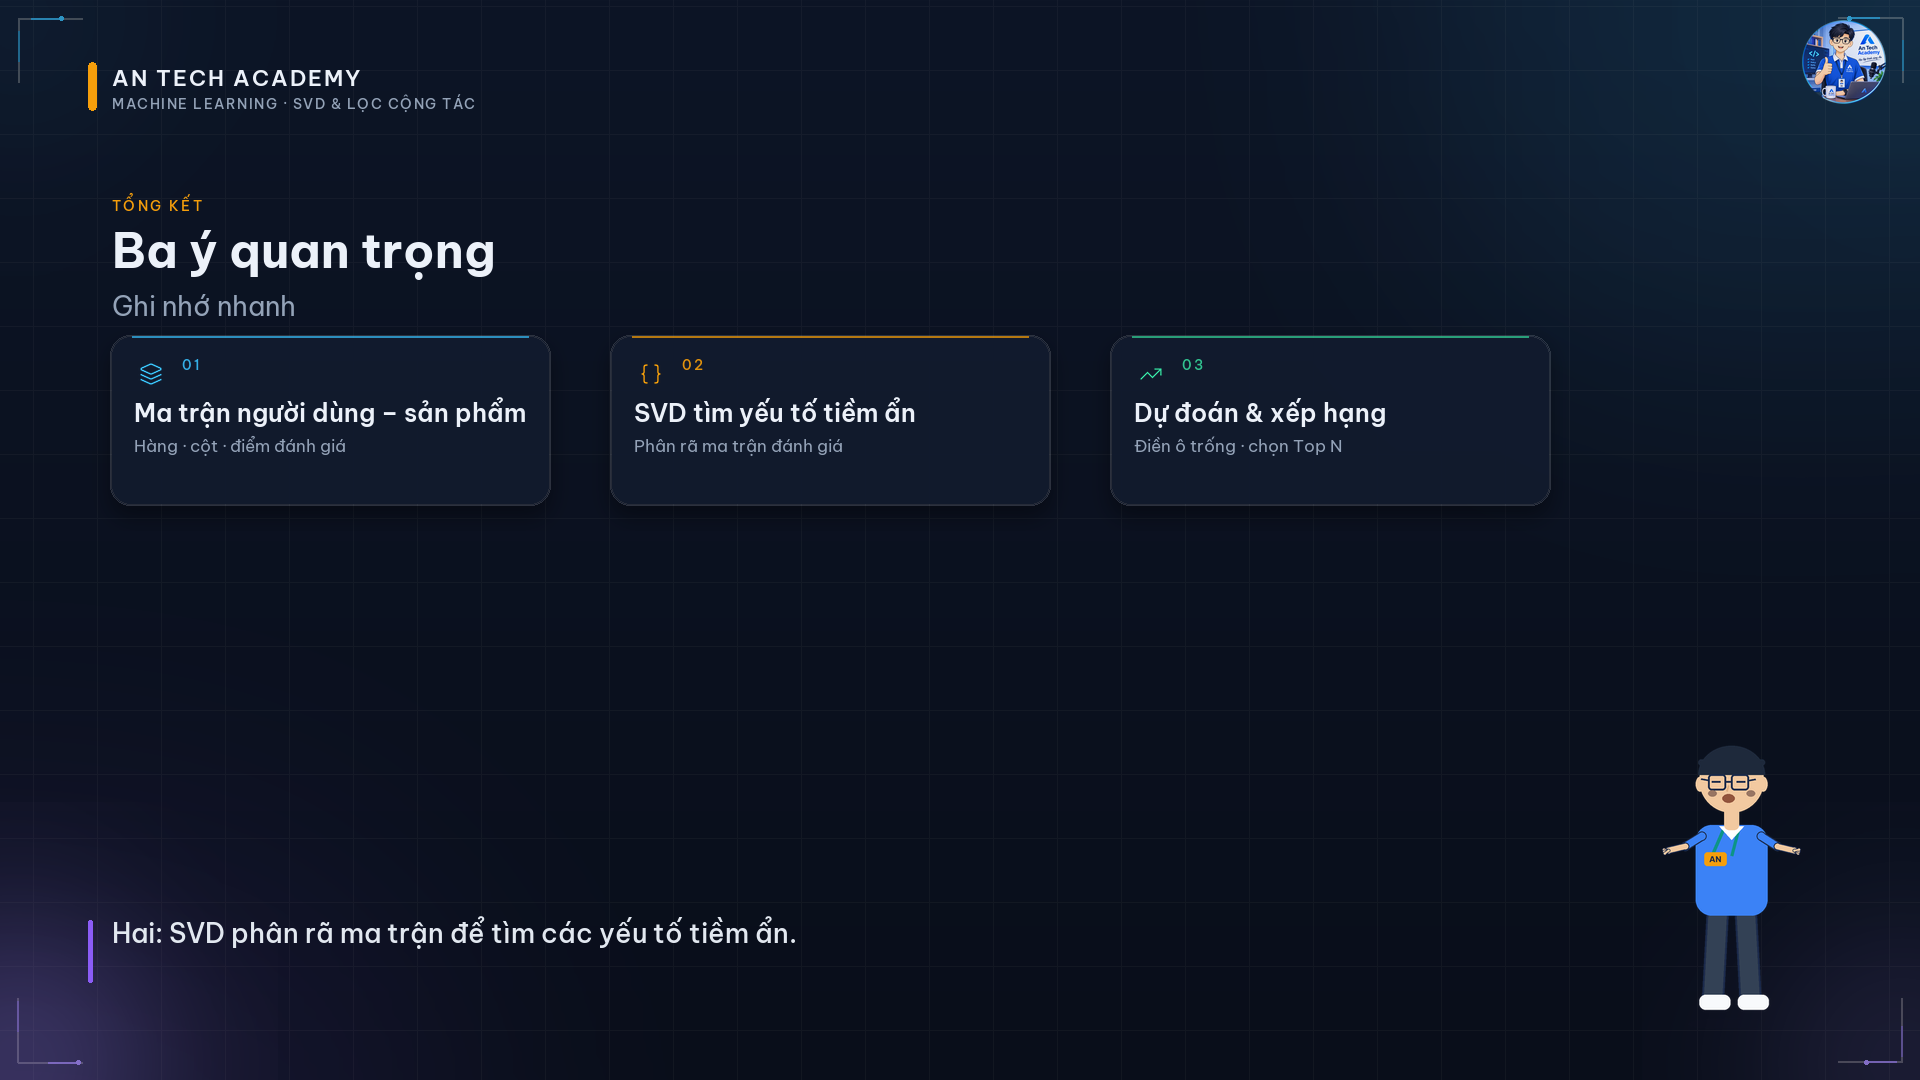 AN TECH ACADEMY
MACHINE LEARNING · SVD & LỌC CỘNG TÁC
An Tech
Academy
TỔNG KẾT
Ba ý quan trọng
Ghi nhớ nhanh
01
Ma trận người dùng – sản phẩm
Hàng · cột · điểm đánh giá
{ }
02
SVD tìm yếu tố tiềm ẩn
Phân rã ma trận đánh giá
03
Dự đoán & xếp hạng
Điền ô trống · chọn Top N
AN
Hai: SVD phân rã ma trận để tìm các yếu tố tiềm ẩn.